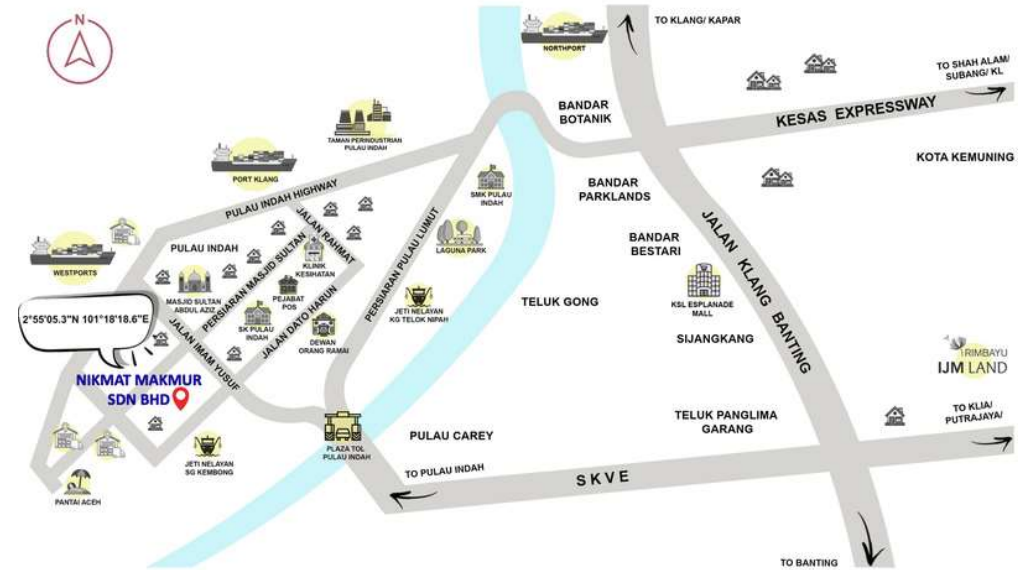 N
NORTHPORT
TO KLANG/ KAPAR
TO SHAH ALAM/
SUBANG/ KL
KESAS EXPRESSWAY
BANDAR
BOTANIK
TAMAN PERINDUSTRIAN
PULAU INDAH
PORT KLANG
KOTA KEMUNING
PULAU INDAH HIGHWAY
SMK PULAU
INDAH
BANDAR
PARKLANDS
JALAN RAHMAT
PERSIARAN PULAU LUMUT
LAGUNA PARK
JALAN KLANG BANTING
BANDAR
BESTARI
PULAU INDAH
PERSIARAN MASJID SULTAN
KLINIK
KESIHATAN
WESTPORTS
MASJID SULTAN
ABDUL AZIZ
PEJABAT
POS
JALAN DATO HARUN
JETI NELAYAN
KG TELOK NIPAH
TELUK GONG
KSL ESPLANADE
MALL
2°55'05.3"N 101°18'18.6"E
SK PULAU
INDAH
DEWAN
ORANG RAMAI
SIJANGKANG
JALAN IMAM YUSUF
RIMBAYU
IJM LAND
NIKMAT MAKMUR
SDN BHD
TELUK PANGLIMA
GARANG
TO KLIA/
PUTRAJAYA/
PLAZA TOL
PULAU INDAH
PULAU CAREY
JETI NELAYAN
SG KEMBONG
TO PULAU INDAH
SKVE
PANTAI ACEH
TO BANTING